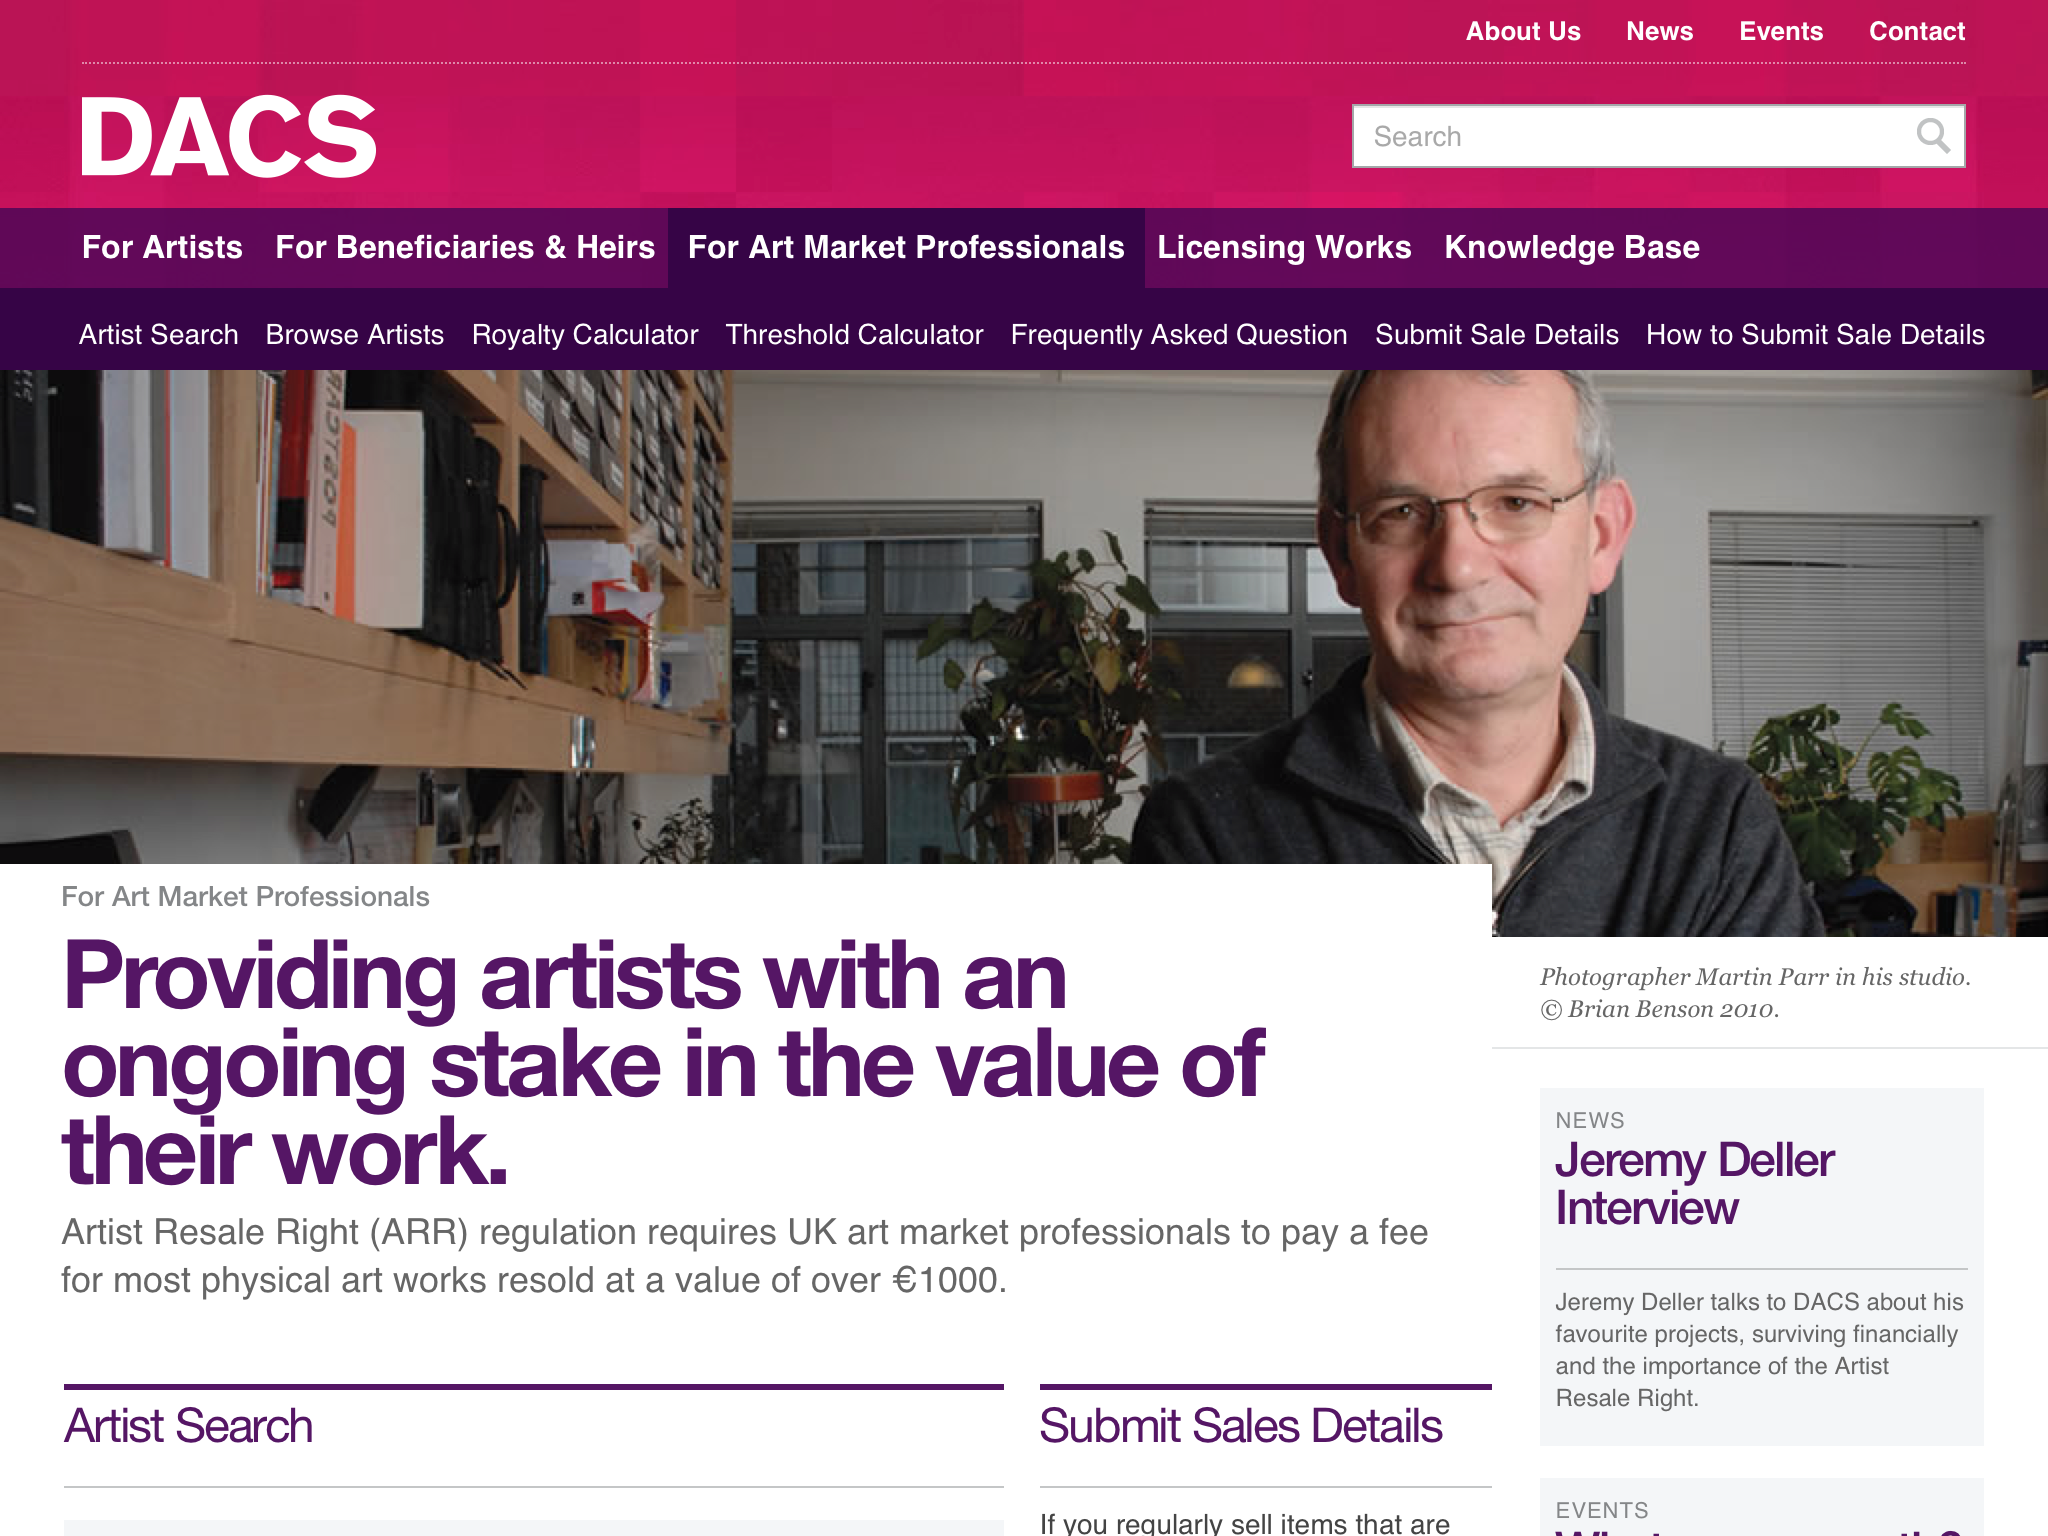 About Us News Events Contact
DACS
Search
For Artists For Beneficiaries & Heirs For Art Market Professionals Licensing Works Knowledge Base
Artist Search Browse Artists Royalty Calculator Threshold Calculator Frequently Asked Question Submit Sale Details How to Submit Sale Details
For Art Market Professionals
Providing artists with an
ongoing stake in the value of
their work.
Artist Resale Right (ARR) regulation requires UK art market professionals to pay a fee
for most physical art works resold at a value of over €1000.
Artist Search
Submit Sales Details
If you regularly sell items that are
Photographer Martin Parr in his studio.
© Brian Benson 2010.
NEWS
Jeremy Deller
Interview
Jeremy Deller talks to DACS about his
favourite projects, surviving financially
and the importance of the Artist
Resale Right.
EVENTS